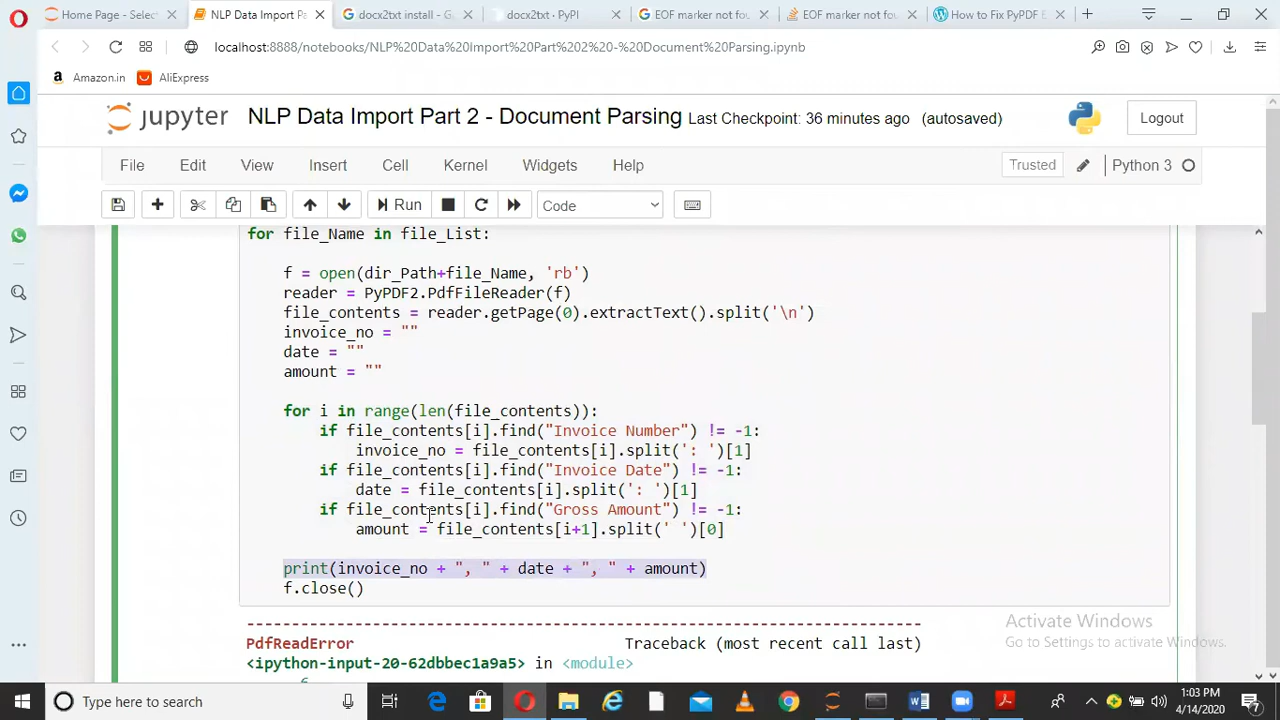 Home Page - Select
NLP Data Import Pa
docx2txt install - G
docx2txt · PyPI
EOF marker not fou
EOF marker not fou
How to Fix PyPDF E
localhost:8888/notebooks/NLP%20Data%20Import%20Part%202%20-%20Document%20Parsing.ipynb
Amazon.in
AliExpress
jupyter
NLP Data Import Part 2 - Document Parsing Last Checkpoint: 36 minutes ago (autosaved)
Logout
File Edit View Insert Cell Kernel Widgets Help
Trusted
Python 3
Run
Code
for file_Name in file_List:
f = open(dir_Path+file_Name, 'rb')
reader = PyPDF2.PdfFileReader(f)
file_contents = reader.getPage(0).extractText().split('\n')
invoice_no = ""
date = ""
amount = ""
for i in range(len(file_contents)):
if file_contents[i].find("Invoice Number") != -1:
invoice_no = file_contents[i].split(': ')[1]
if file_contents[i].find("Invoice Date") != -1:
date = file_contents[i].split(': ')[1]
if file_contents[i].find("Gross Amount") != -1:
amount = file_contents[i+1].split(' ')[0]
print(invoice_no + ", " + date + ", " + amount)
f.close()
---------------------------------------------------------------------------
PdfReadError Traceback (most recent call last)
<ipython-input-20-62dbbec1a9a5> in <module>
Activate Windows
Go to Settings to activate Windows.
Type here to search
1:03 PM
4/14/2020